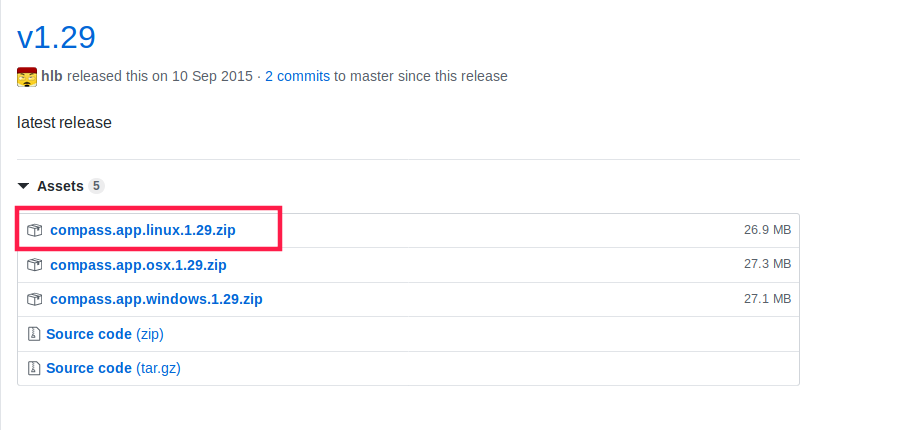 v1.29
hlb released this on 10 Sep 2015 · 2 commits to master since this release
latest release
Assets 5
compass.app.linux.1.29.zip 26.9 MB
compass.app.osx.1.29.zip 27.3 MB
compass.app.windows.1.29.zip 27.1 MB
Source code (zip)
Source code (tar.gz)